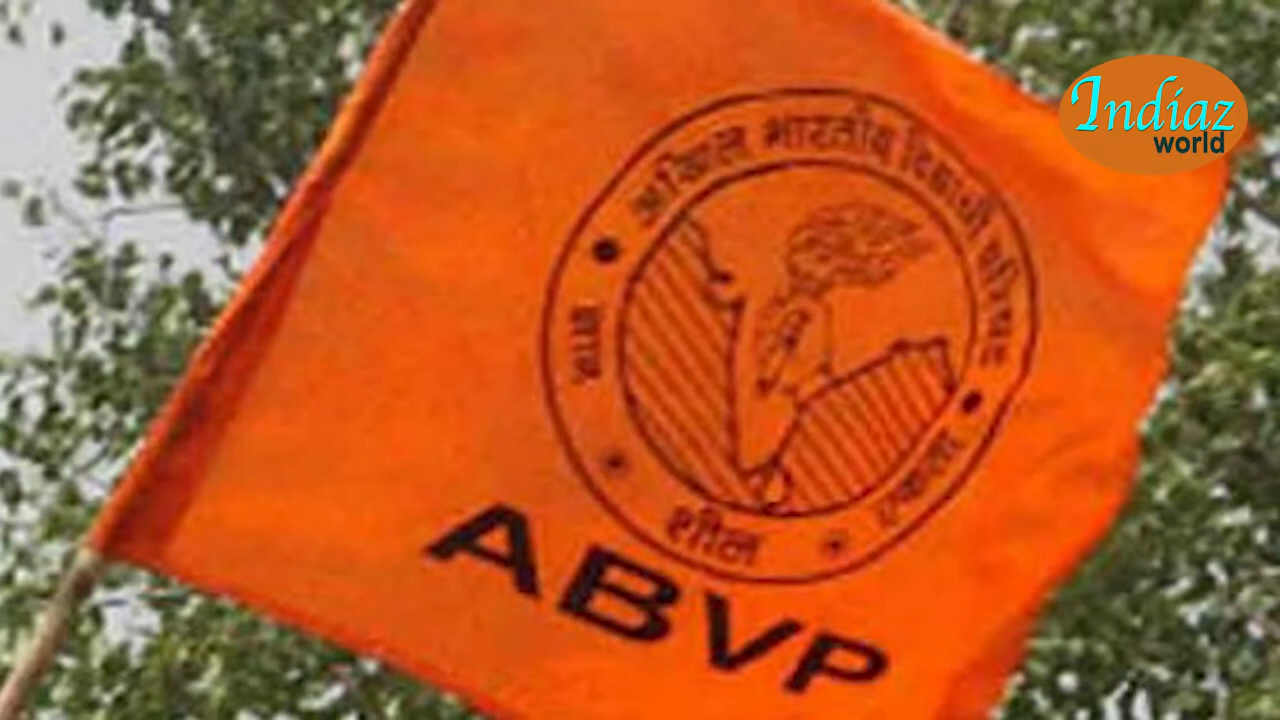 अखिल भारतीय विद्यार्थी परिषद
ज्ञान
शील
एकता
ABVP
Indiaz
world